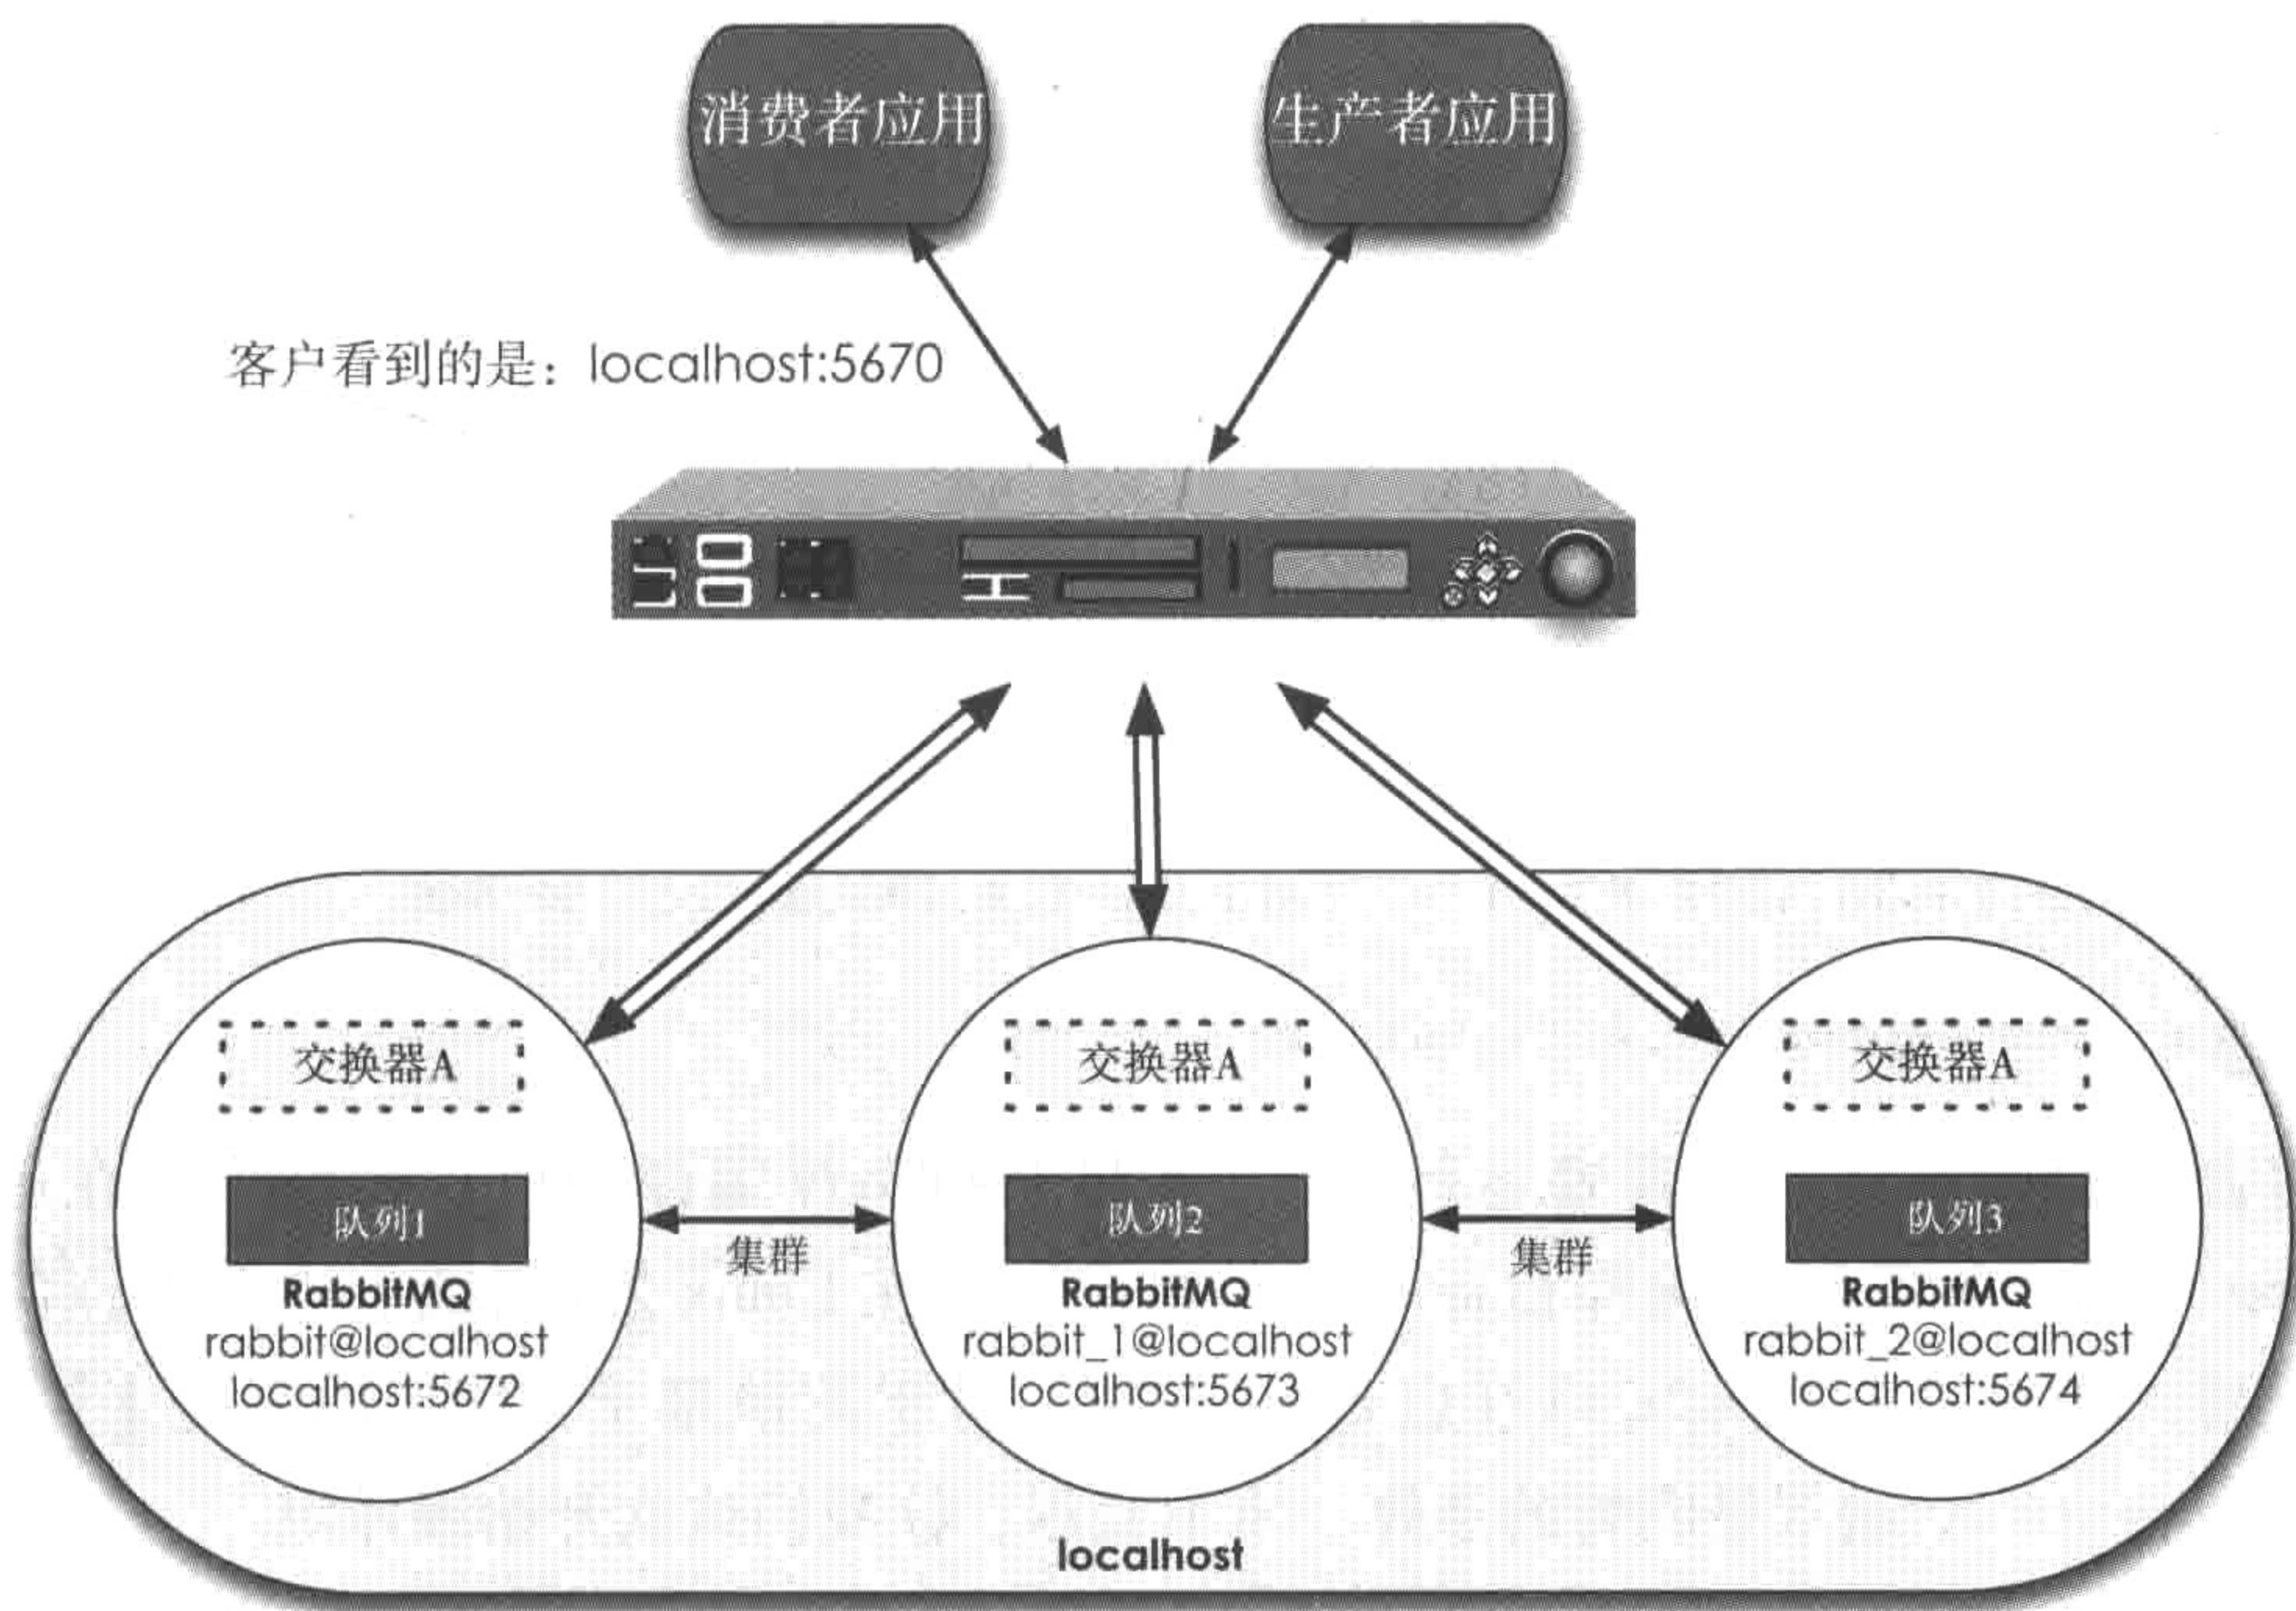 消费者应用
生产者应用
客户看到的是：localhost:5670
交换器A
交换器A
交换器A
队列1
队列2
队列3
集群
集群
RabbitMQ
RabbitMQ
RabbitMQ
rabbit@localhost
rabbit_1@localhost
rabbit_2@localhost
localhost:5672
localhost:5673
localhost:5674
localhost